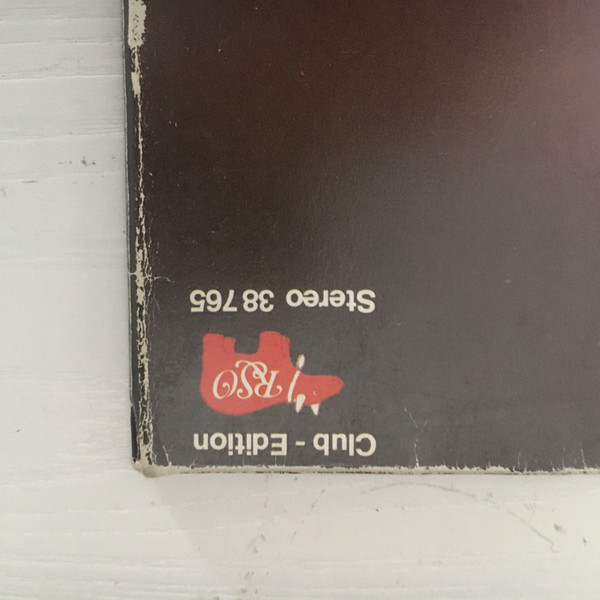 Club - Edition
RSO
Stereo 38 765